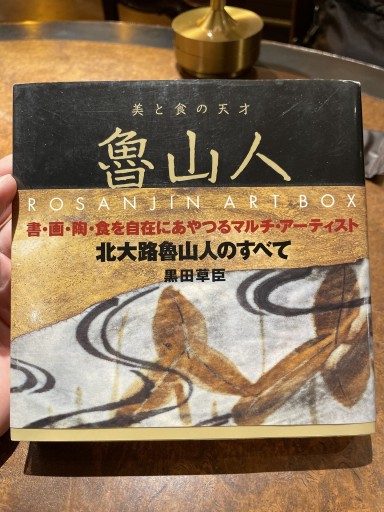 美と食の天才
魯山人
ROSANJIN ART BOX
書・画・陶・食を自在にあやつるマルチ・アーティスト
北大路魯山人のすべて
黒田草臣